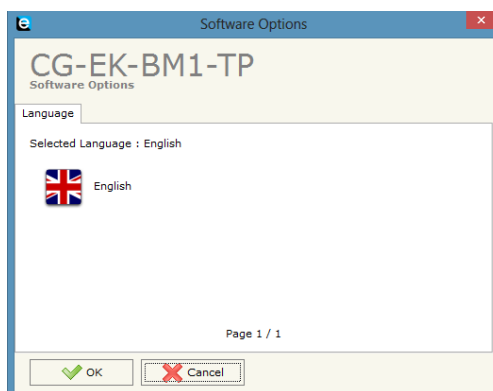 Software Options
CG-EK-BM1-TP
Software Options
Language
Selected Language : English
English
Page 1 / 1
OK
Cancel